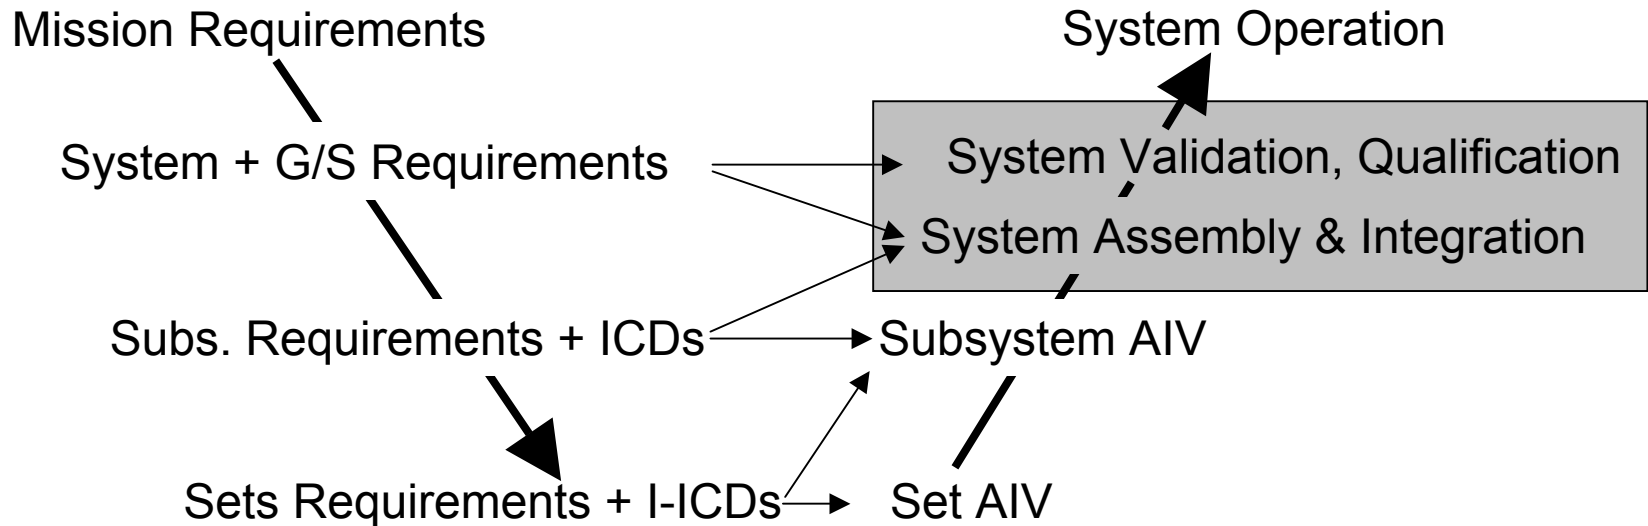 Mission Requirements
System Operation
System + G/S Requirements
System Validation, Qualification
System Assembly & Integration
Subs. Requirements + ICDs
Subsystem AIV
Sets Requirements + I-ICDs
Set AIV